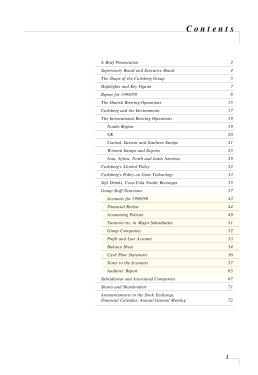 Contents
A Brief Presentation 2
Supervisory Board and Executive Board 4
The Shape of the Carlsberg Group 5
Highlights and Key Figures 7
Report for 1998/99 8
The Danish Brewing Operations 15
Carlsberg and the Environment 17
The International Brewing Operations 19
Nordic Region 19
UK 20
Central, Eastern and Southern Europe 21
Western Europe and Exports 25
Asia, Africa, North and Latin America 29
Carlsberg's Alcohol Policy 32
Carlsberg's Policy on Gene Technology 33
Soft Drinks, Coca-Cola Nordic Beverages 35
Group Staff Functions 37
Accounts for 1998/99 43
Financial Review 44
Accounting Policies 49
Turnover etc. in Major Subsidiaries 51
Group Companies 52
Profit and Loss Account 53
Balance Sheet 54
Cash Flow Statement 56
Notes to the Accounts 57
Auditors' Report 65
Subsidiaries and Associated Companies 67
Shares and Shareholders 71
Announcements to the Stock Exchange,
Financial Calendar, Annual General Meeting 72
1